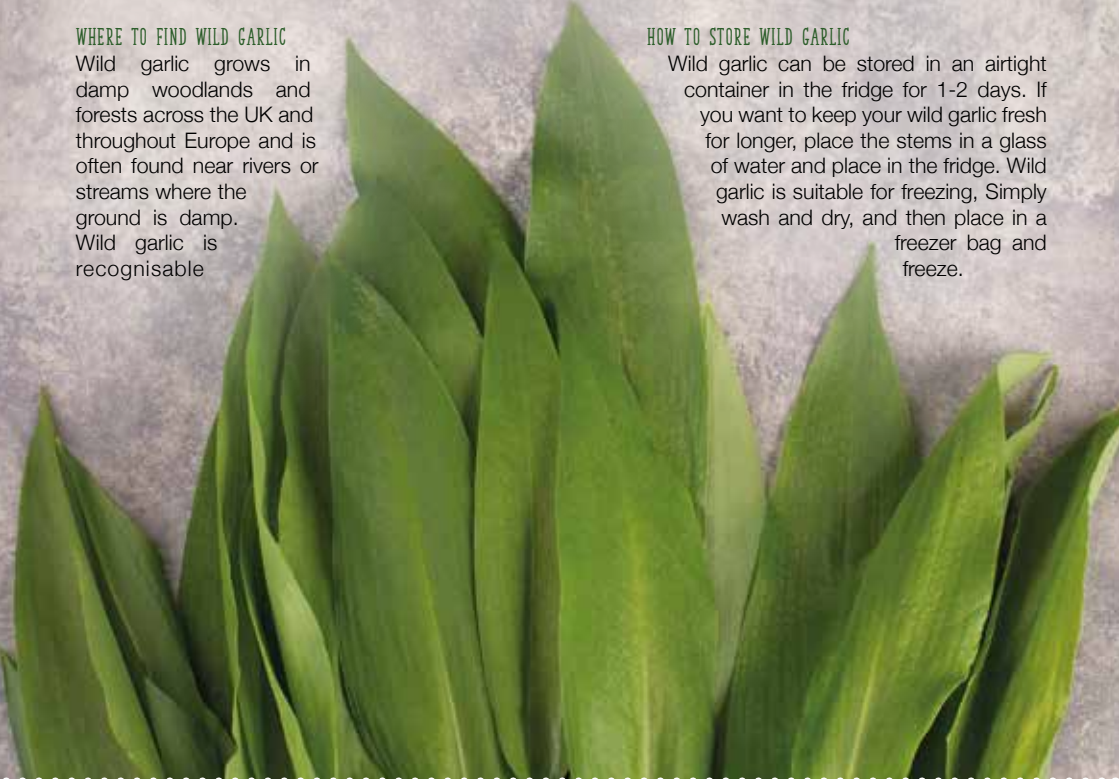 WHERE TO FIND WILD GARLIC
Wild garlic grows in
damp woodlands and
forests across the UK and
throughout Europe and is
often found near rivers or
streams where the
ground is damp.
Wild garlic is
recognisable
HOW TO STORE WILD GARLIC
Wild garlic can be stored in an airtight
container in the fridge for 1-2 days. If
you want to keep your wild garlic fresh
for longer, place the stems in a glass
of water and place in the fridge. Wild
garlic is suitable for freezing, Simply
wash and dry, and then place in a
freezer bag and
freeze.